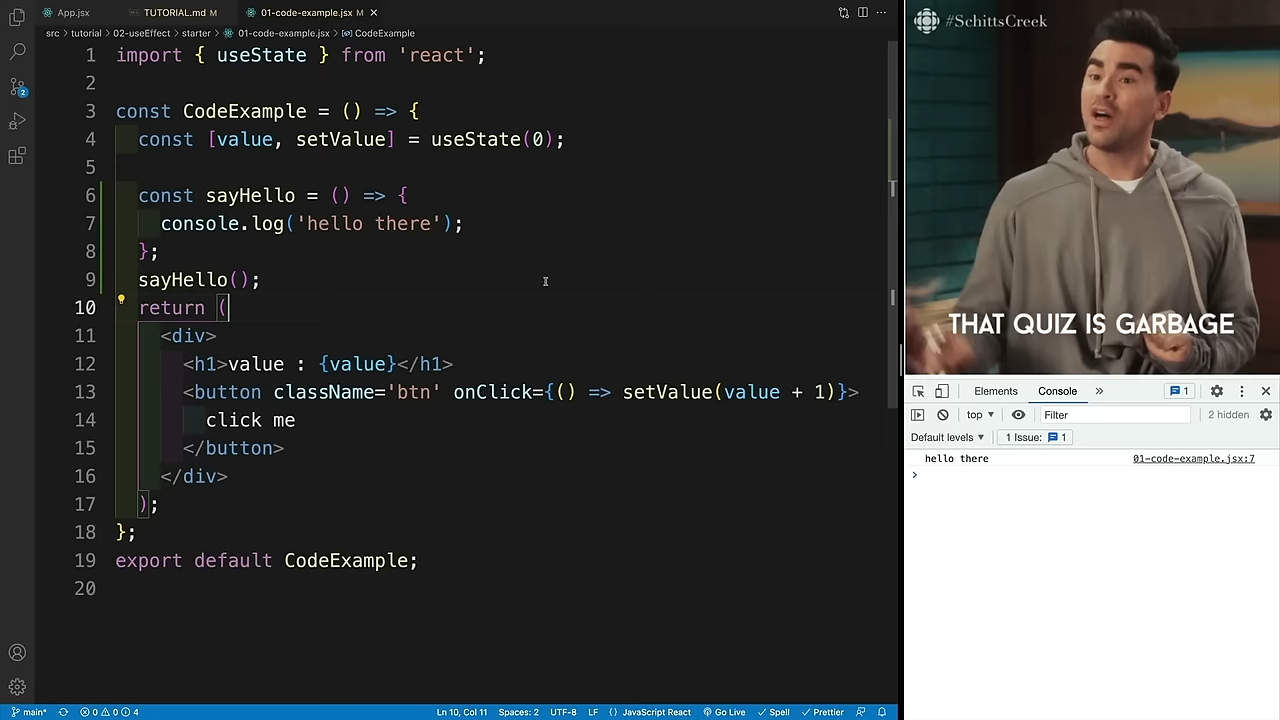 App.jsx
TUTORIAL.md M
01-code-example.jsx M
src > tutorial > 02-useEffect > starter > 01-code-example.jsx > CodeExample
1 import { useState } from 'react';
2
3 const CodeExample = () => {
4 const [value, setValue] = useState(0);
5
6 const sayHello = () => {
7 console.log('hello there');
8 };
9 sayHello();
10 return (
11 <div>
12 <h1>value : {value}</h1>
13 <button className='btn' onClick={() => setValue(value + 1)}>
14 click me
15 </button>
16 </div>
17 );
18 };
19 export default CodeExample;
20
2
main* 0 0 4 Ln 10, Col 11 Spaces: 2 UTF-8 LF {} JavaScript React Go Live Spell Prettier
#SchittsCreek
THAT QUIZ IS GARBAGE
Elements Console » 1
top Filter 2 hidden
Default levels 1 Issue: 1
hello there 01-code-example.jsx:7
>